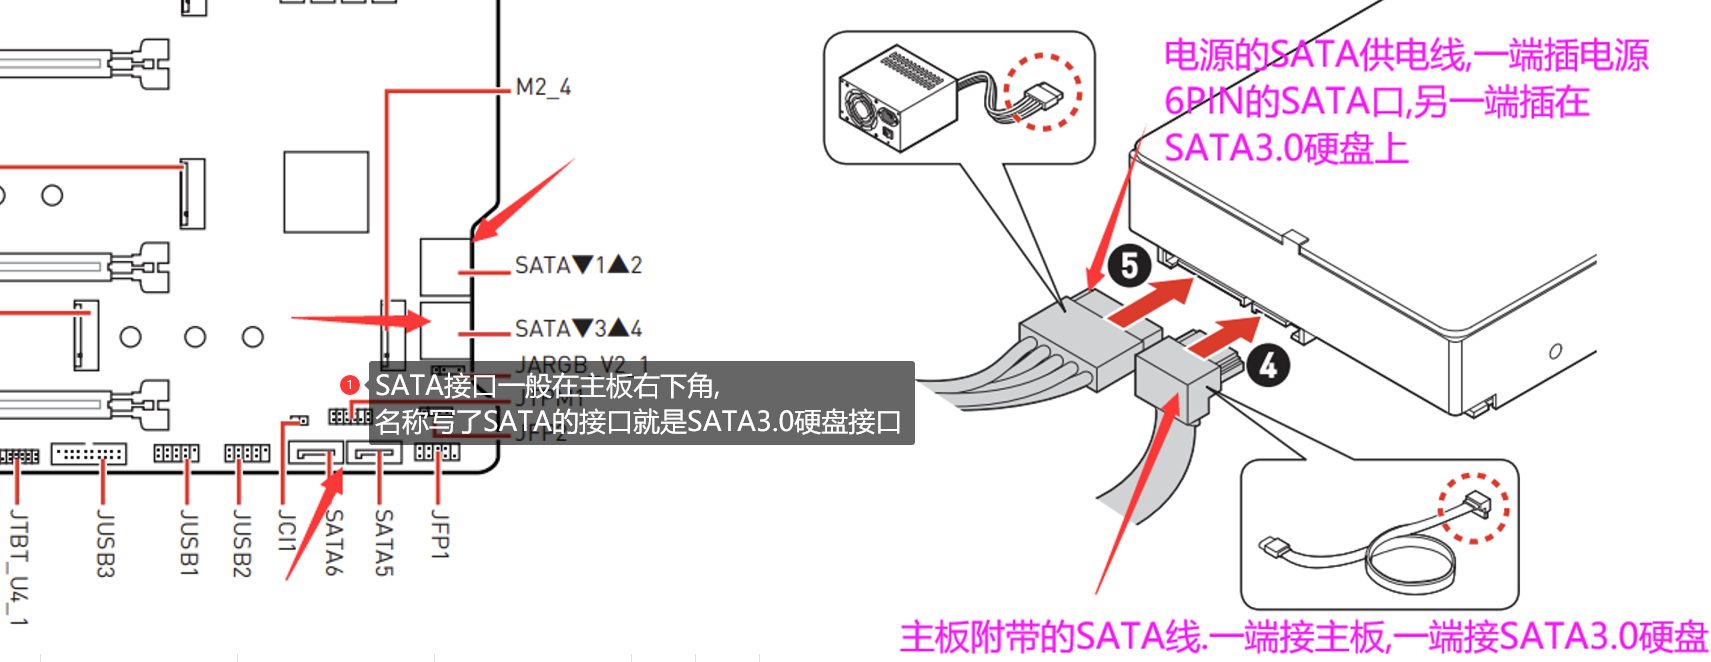 M2_4
SATA▼1▲2
SATA▼3▲4
JARGB_V2_1
1
SATA接口一般在主板右下角,
名称写了SATA的接口就是SATA3.0硬盘接口
JTPM1
JFP2
JTBT_U4_1
JUSB3
JUSB1
JUSB2
JCI1
SATA6
SATA5
JFP1
电源的SATA供电线,一端插电源
6PIN的SATA口,另一端插在
SATA3.0硬盘上
5
4
主板附带的SATA线.一端接主板,一端接SATA3.0硬盘